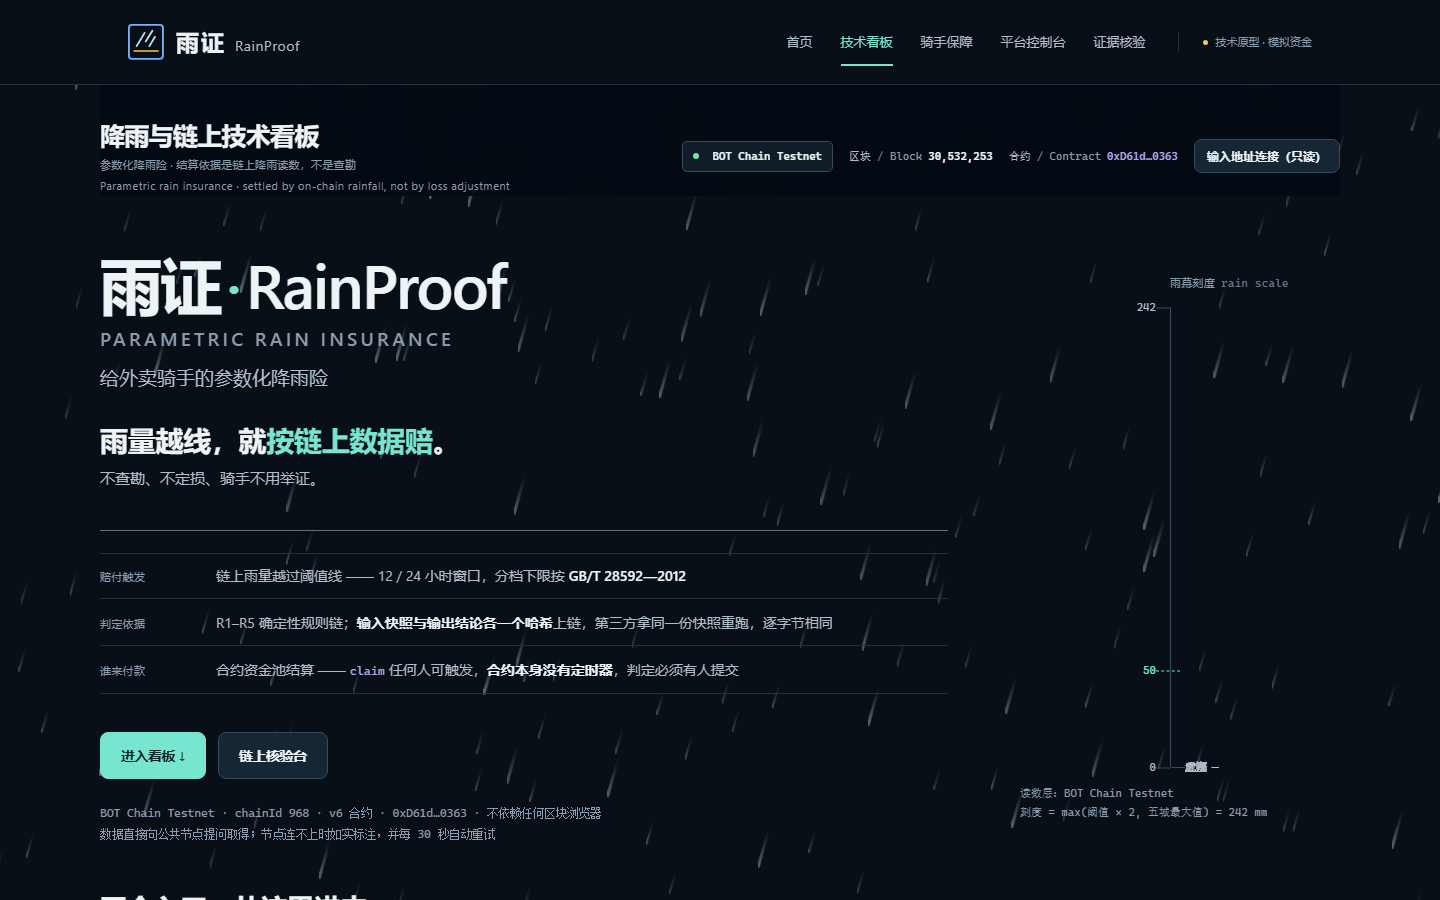 雨证 RainProof
首页 技术看板 骑手保障 平台控制台 证据核验 技术原型 · 模拟资金
降雨与链上技术看板
参数化降雨险 · 结算依据是链上降雨读数，不是查勘
Parametric rain insurance · settled by on-chain rainfall, not by loss adjustment
BOT Chain Testnet 区块 / Block 30,532,253 合约 / Contract 0xD61d…0363 输入地址连接（只读）
雨证·RainProof
PARAMETRIC RAIN INSURANCE
给外卖骑手的参数化降雨险
雨量越线，就按链上数据赔。
不查勘、不定损、骑手不用举证。
赔付触发 链上雨量越过阈值线 —— 12 / 24 小时窗口，分档下限按 GB/T 28592—2012
判定依据 R1–R5 确定性规则链；输入快照与输出结论各一个哈希上链，第三方拿同一份快照重跑，逐字节相同
谁来付款 合约资金池结算 —— claim 任何人可触发，合约本身没有定时器，判定必须有人提交
进入看板 ↓ 链上核验台
BOT Chain Testnet · chainId 968 · v6 合约 · 0xD61d…0363 · 不依赖任何区块浏览器
数据直接向公共节点提问取得；节点连不上时如实标注，并每 30 秒自动重试
雨幕刻度 rain scale
242
50
0
读数层：BOT Chain Testnet
刻度 = max(阈值 × 2, 五坡最大值) = 242 mm